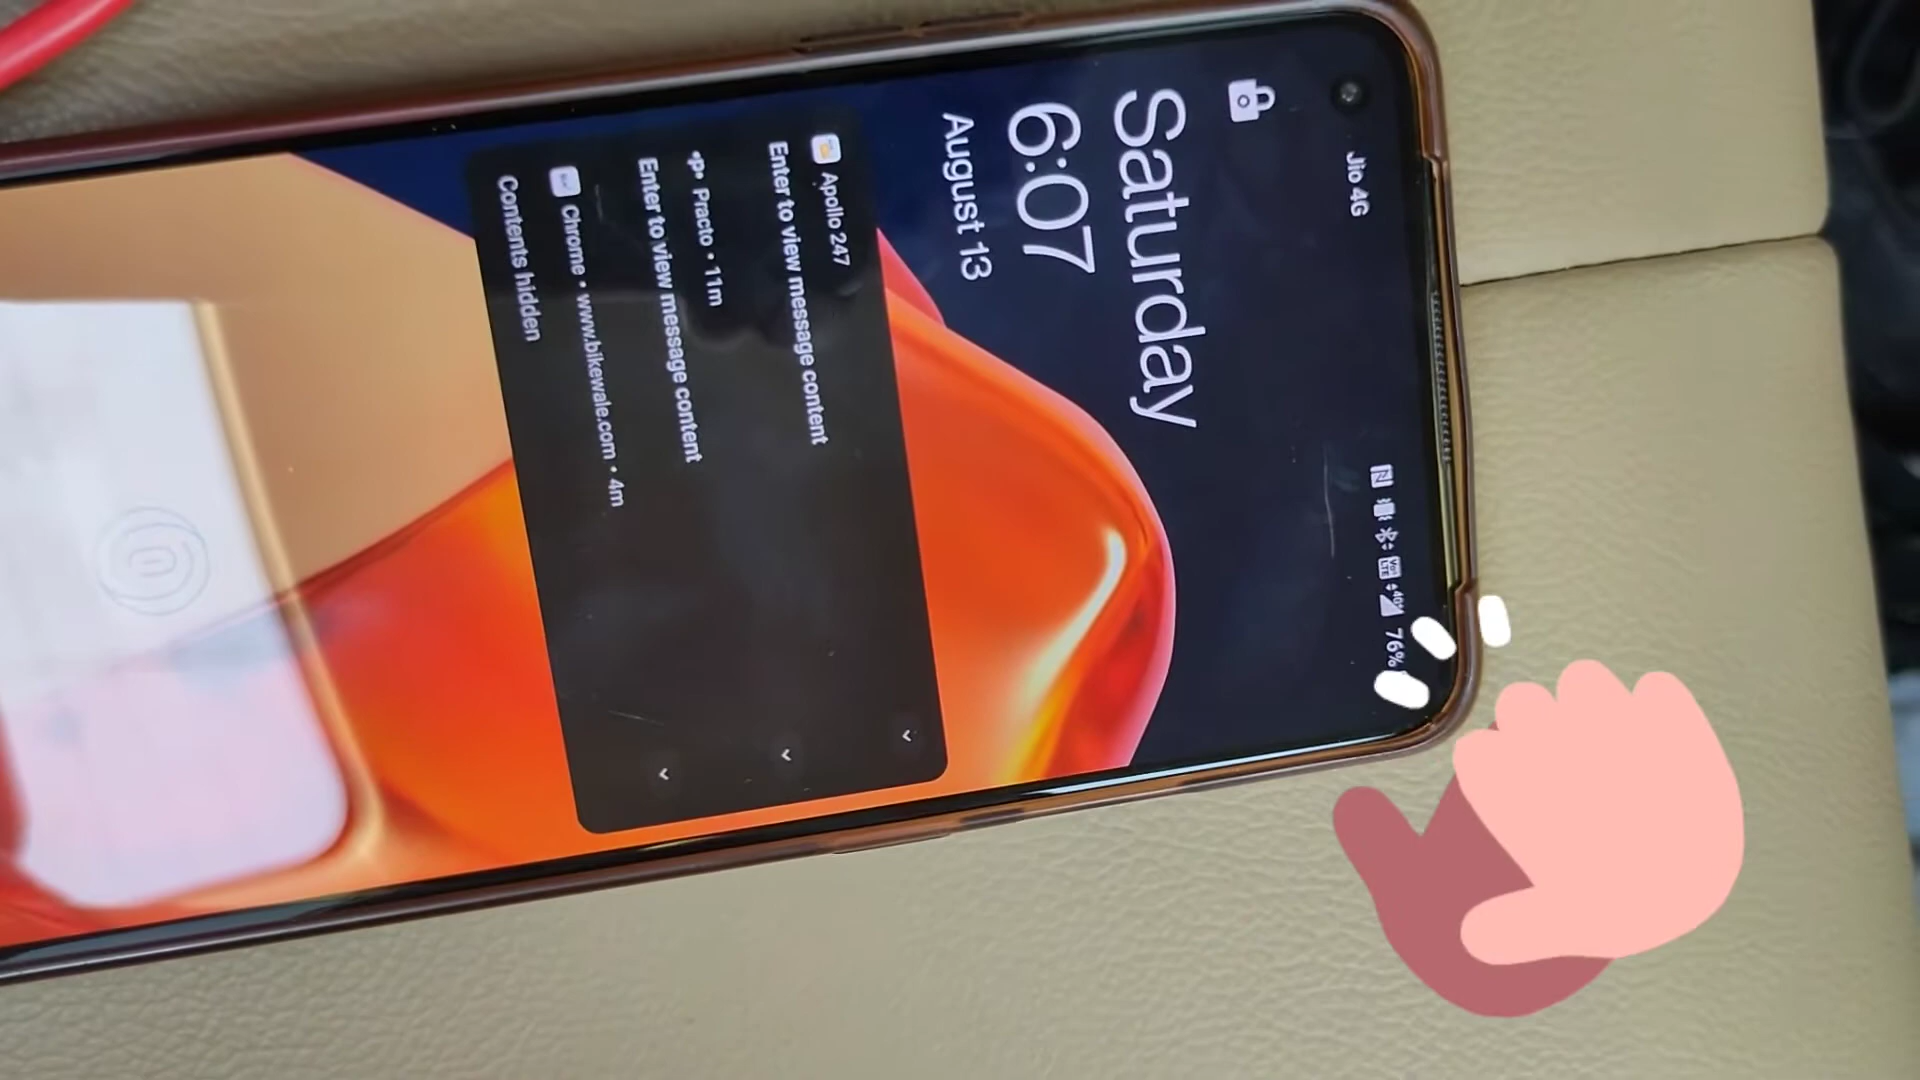 Jio 4G
76%
Saturday
6:07
August 13
Apollo 247
Enter to view message content
•P• Practo • 11m
Enter to view message content
Chrome • www.bikewale.com • 4m
Contents hidden